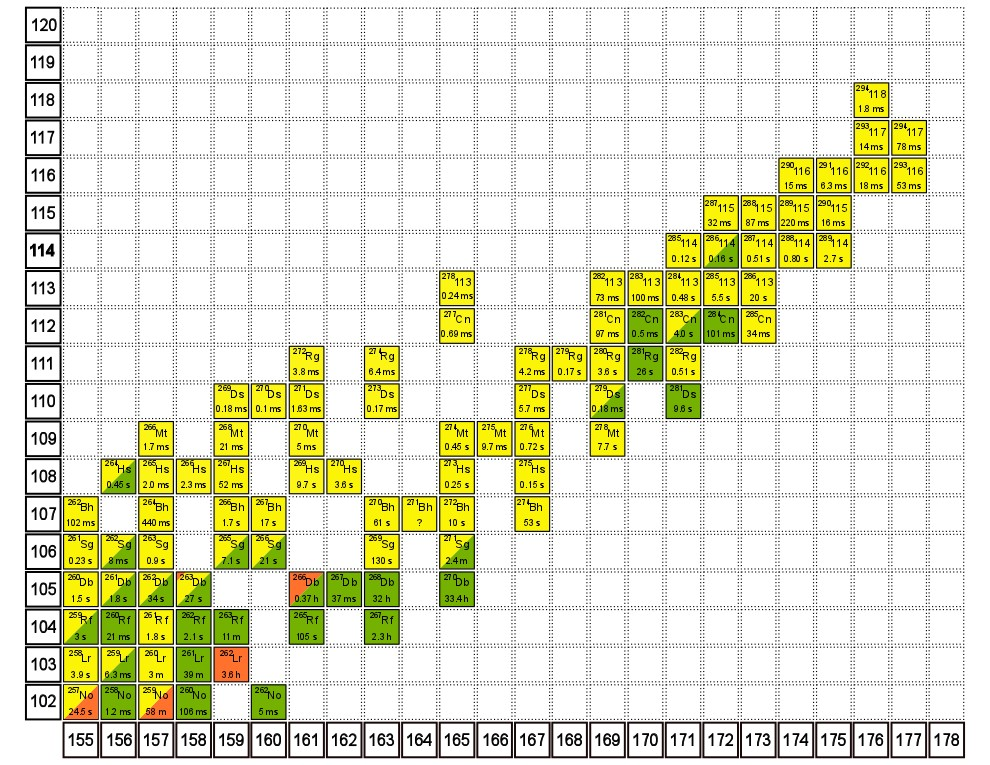 120
119
118 ²⁹⁴118 1.8 ms
117 ²⁹³117 14 ms ²⁹⁴117 78 ms
116 ²⁹⁰116 15 ms ²⁹¹116 6.3 ms ²⁹²116 18 ms ²⁹³116 53 ms
115 ²⁸⁷115 32 ms ²⁸⁸115 87 ms ²⁸⁹115 220 ms ²⁹⁰115 16 ms
114 ²⁸⁵114 0.12 s ²⁸⁶114 0.16 s ²⁸⁷114 0.51 s ²⁸⁸114 0.80 s ²⁸⁹114 2.7 s
113 ²⁷⁸113 0.24 ms ²⁸²113 73 ms ²⁸³113 100 ms ²⁸⁴113 0.48 s ²⁸⁵113 5.5 s ²⁸⁶113 20 s
112 ²⁷⁷Cn 0.69 ms ²⁸¹Cn 97 ms ²⁸²Cn 0.5 ms ²⁸³Cn 4.0 s ²⁸⁴Cn 101 ms ²⁸⁵Cn 34 ms
111 ²⁷²Rg 3.8 ms ²⁷⁴Rg 6.4 ms ²⁷⁸Rg 4.2 ms ²⁷⁹Rg 0.17 s ²⁸⁰Rg 3.6 s ²⁸¹Rg 26 s ²⁸²Rg 0.51 s
110 ²⁶⁹Ds 0.18 ms ²⁷⁰Ds 0.1 ms ²⁷¹Ds 1.63 ms ²⁷³Ds 0.17 ms ²⁷⁷Ds 5.7 ms ²⁷⁹Ds 0.18 ms ²⁸¹Ds 9.6 s
109 ²⁶⁶Mt 1.7 ms ²⁶⁸Mt 21 ms ²⁷⁰Mt 5 ms ²⁷⁴Mt 0.45 s ²⁷⁵Mt 9.7 ms ²⁷⁶Mt 0.72 s ²⁷⁸Mt 7.7 s
108 ²⁶⁴Hs 0.45 s ²⁶⁵Hs 2.0 ms ²⁶⁶Hs 2.3 ms ²⁶⁷Hs 52 ms ²⁶⁹Hs 9.7 s ²⁷⁰Hs 3.6 s ²⁷³Hs 0.25 s ²⁷⁵Hs 0.15 s
107 ²⁶²Bh 102 ms ²⁶⁴Bh 440 ms ²⁶⁶Bh 1.7 s ²⁶⁷Bh 17 s ²⁷⁰Bh 61 s ²⁷¹Bh ? ²⁷²Bh 10 s ²⁷⁴Bh 53 s
106 ²⁶¹Sg 0.23 s ²⁶²Sg 8 ms ²⁶³Sg 0.9 s ²⁶⁵Sg 7.1 s ²⁶⁶Sg 21 s ²⁶⁹Sg 130 s ²⁷¹Sg 2.4 m
105 ²⁶⁰Db 1.5 s ²⁶¹Db 1.8 s ²⁶²Db 34 s ²⁶³Db 27 s ²⁶⁶Db 0.37 h ²⁶⁷Db 37 ms ²⁶⁸Db 32 h ²⁷⁰Db 33.4 h
104 ²⁵⁹Rf 3 s ²⁶⁰Rf 21 ms ²⁶¹Rf 1.8 s ²⁶²Rf 2.1 s ²⁶³Rf 11 m ²⁶⁵Rf 105 s ²⁶⁷Rf 2.3 h
103 ²⁵⁸Lr 3.9 s ²⁵⁹Lr 6.3 ms ²⁶⁰Lr 3 m ²⁶¹Lr 39 m ²⁶²Lr 3.6 h
102 ²⁵⁷No 24.5 s ²⁵⁸No 1.2 ms ²⁵⁹No 58 m ²⁶⁰No 106 ms ²⁶²No 5 ms
155 156 157 158 159 160 161 162 163 164 165 166 167 168 169 170 171 172 173 174 175 176 177 178